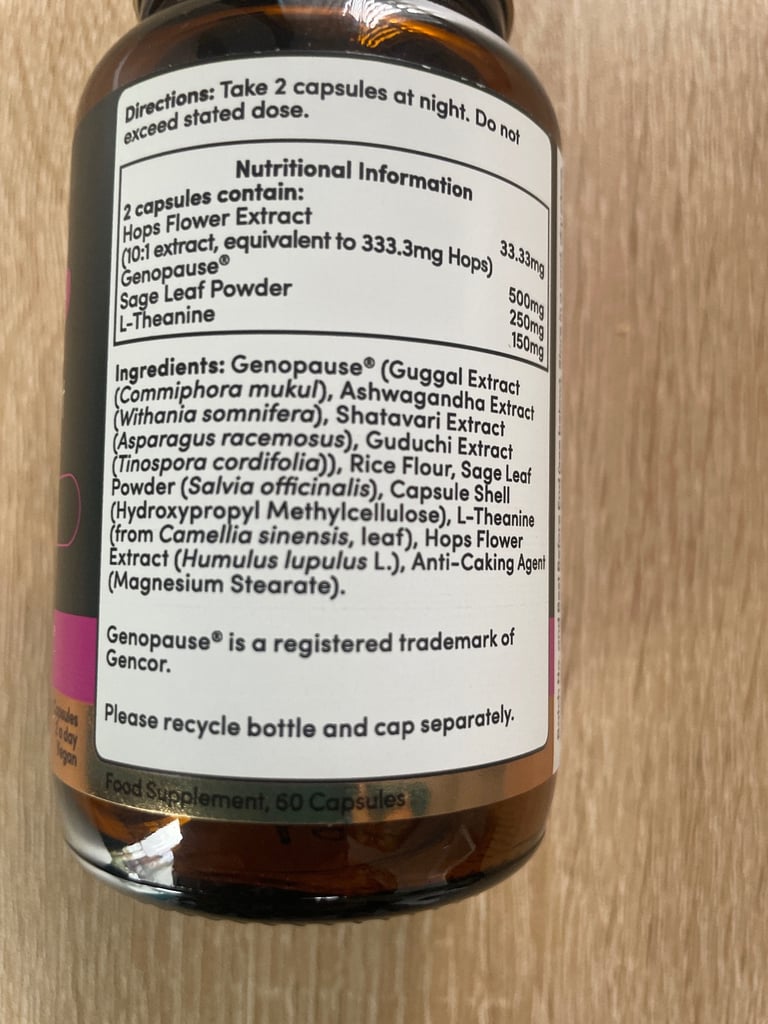 Directions: Take 2 capsules at night. Do not
exceed stated dose.
Nutritional Information
2 capsules contain:
Hops Flower Extract
(10:1 extract, equivalent to 333.3mg Hops) 33.33mg
Genopause® 500mg
Sage Leaf Powder 250mg
L-Theanine 150mg
Ingredients: Genopause® (Guggal Extract
(Commiphora mukul), Ashwagandha Extract
(Withania somnifera), Shatavari Extract
(Asparagus racemosus), Guduchi Extract
(Tinospora cordifolia)), Rice Flour, Sage Leaf
Powder (Salvia officinalis), Capsule Shell
(Hydroxypropyl Methylcellulose), L-Theanine
(from Camellia sinensis, leaf), Hops Flower
Extract (Humulus lupulus L.), Anti-Caking Agent
(Magnesium Stearate).
Genopause® is a registered trademark of
Gencor.
Please recycle bottle and cap separately.
a day
Vegan
Food Supplement, 60 Capsules